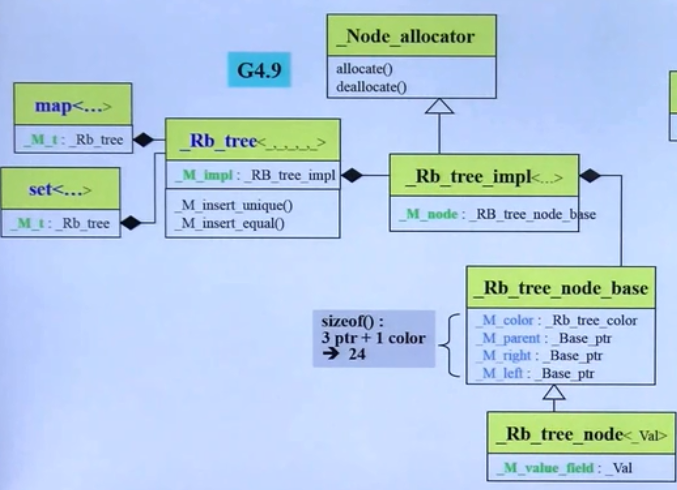 _Node_allocator
allocate()
deallocate()
G4.9
map<...>
_M_t : _Rb_tree
_Rb_tree<_,_,_,_,_>
_M_impl : _RB_tree_impl
_M_insert_unique()
_M_insert_equal()
set<...>
_M_t : _Rb_tree
_Rb_tree_impl<...>
_M_node : _RB_tree_node_base
_Rb_tree_node_base
_M_color : _Rb_tree_color
_M_parent : _Base_ptr
_M_right : _Base_ptr
_M_left : _Base_ptr
sizeof() :
3 ptr + 1 color
➔ 24
_Rb_tree_node<_Val>
_M_value_field : _Val